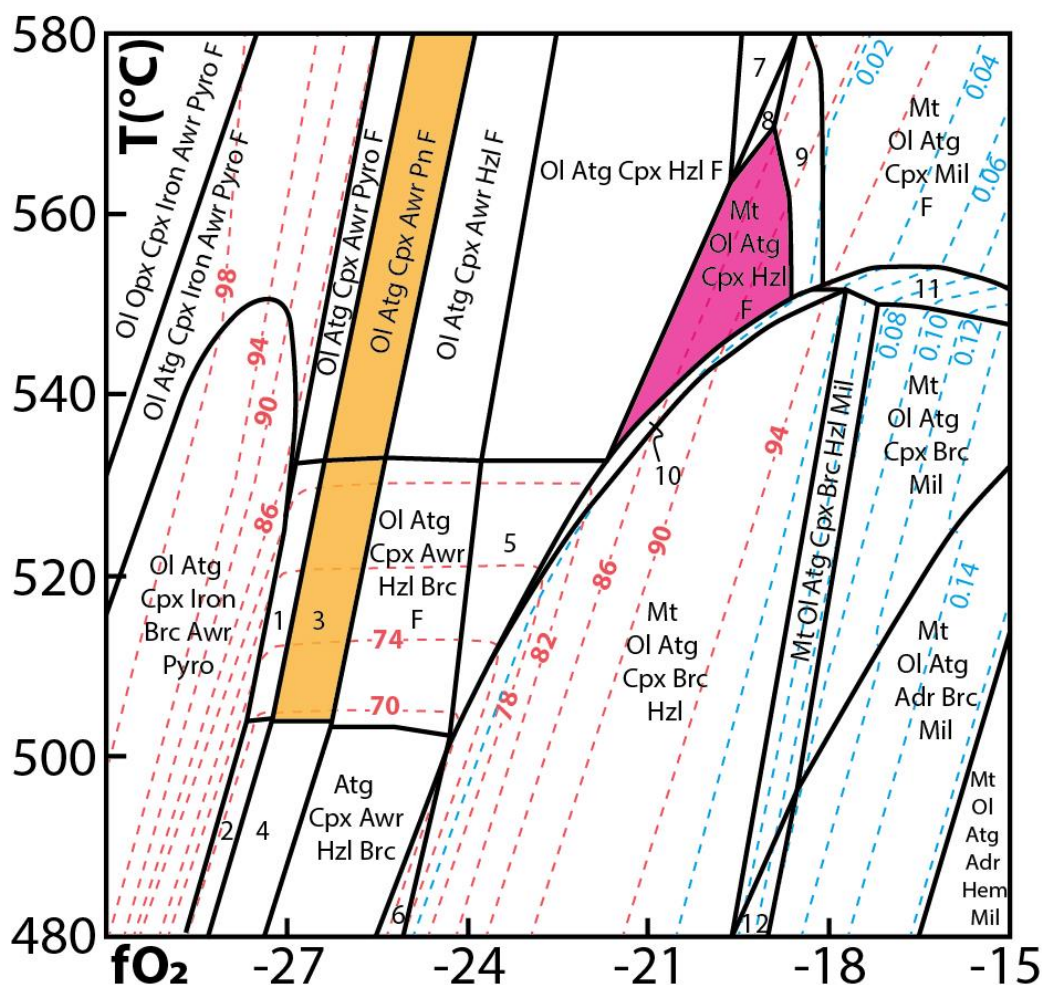 580
560
540
520
500
480
T(°C)
fO₂
-27
-24
-21
-18
-15
Ol Opx Cpx Iron Awr Pyro F
Ol Atg Cpx Iron Awr Pyro F
Ol Atg Cpx Awr Pyro F
Ol Atg Cpx Awr Pn F
Ol Atg Cpx Awr Hzl F
Ol Atg Cpx Hzl F
7
8
9
Mt
Ol Atg
Cpx Hzl
F
Mt
Ol Atg
Cpx Mil
F
0.02
0.04
0.06
11
0.08
0.10
0.12
0.14
98
94
90
86
Ol Atg
Cpx Iron
Brc Awr
Pyro
1
3
Ol Atg
Cpx Awr
Hzl Brc
F
5
10
74
70
78
82
86
90
94
Mt
Ol Atg
Cpx Brc
Hzl
Mt Ol Atg Cpx Brc Hzl Mil
Mt
Ol Atg
Cpx Brc
Mil
Mt
Ol Atg
Adr Brc
Mil
Mt
Ol
Atg
Adr
Hem
Mil
2
4
Atg
Cpx Awr
Hzl Brc
6
12